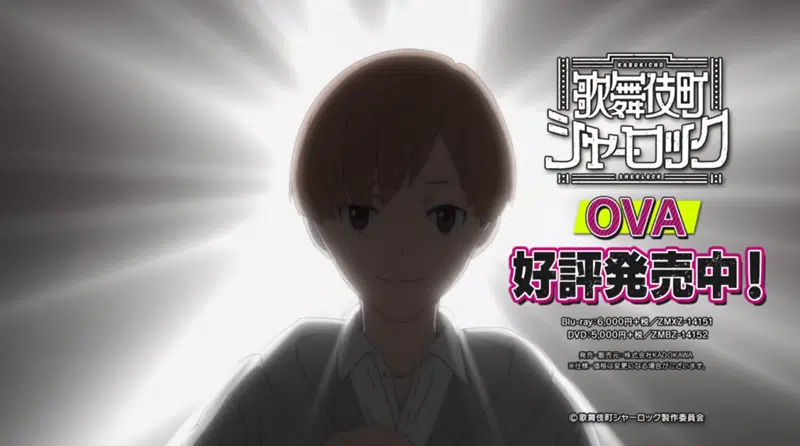 KABUKICHO
歌舞伎町
シャーロック
SHERLOCK
OVA
好評発売中！
Blu-ray：6,000円＋税／ZMXZ-14151
DVD：5,000円＋税／ZMBZ-14152
発売・販売元：株式会社KADOKAWA
※仕様・価格は変更になる場合がございます。
©歌舞伎町シャーロック製作委員会